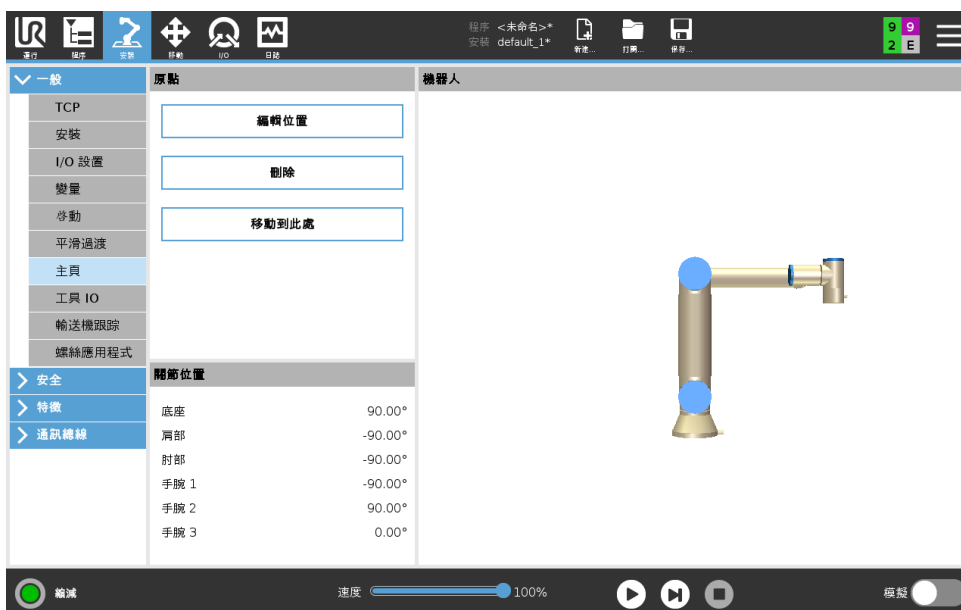 UR
程序 <未命名>*
安裝 default_1*
運行
程序
安裝
移動
I/O
日誌
新建...
打開...
保存...
9 9
2 E
一般
TCP
安裝
I/O 設置
變量
啓動
平滑過渡
主頁
工具 IO
輸送機跟踪
螺絲應用程式
安全
特徵
通訊總線
原點
編輯位置
刪除
移動到此處
關節位置
底座 90.00°
肩部 -90.00°
肘部 -90.00°
手腕 1 -90.00°
手腕 2 90.00°
手腕 3 0.00°
機器人
縮減
速度 100%
模擬